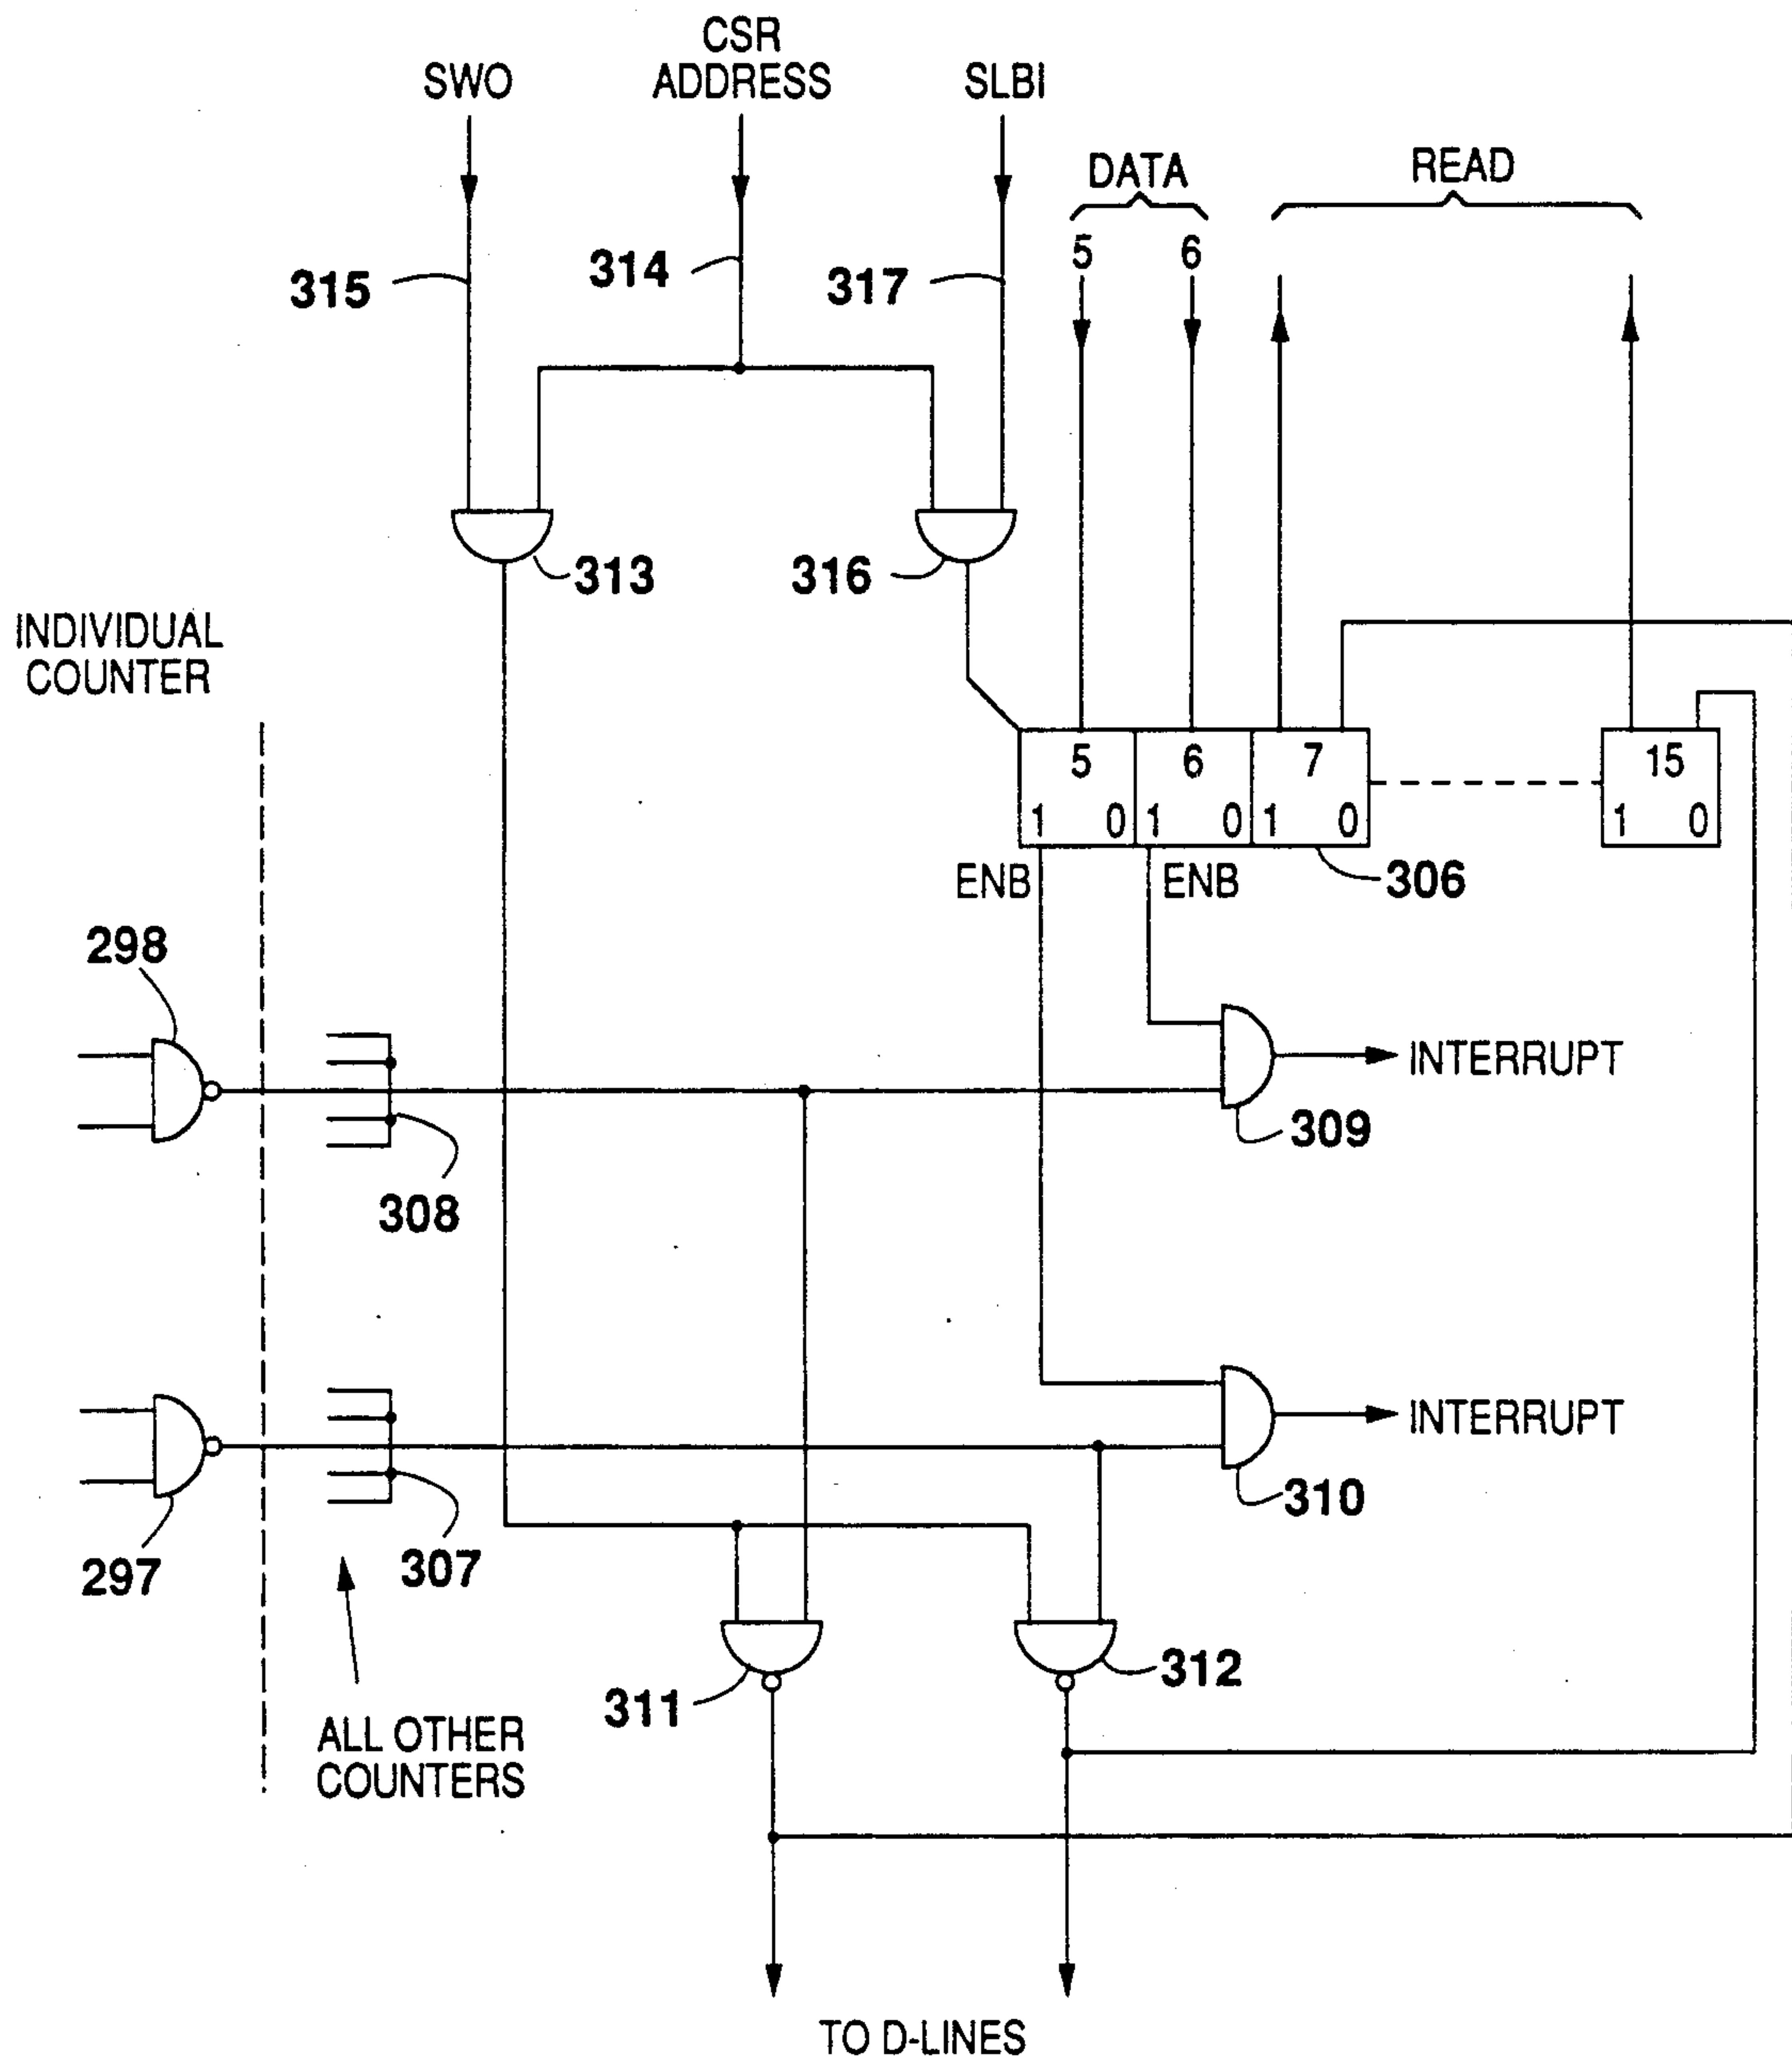 CSR
SWO ADDRESS SLBI
DATA READ
5 6
315 314 317
313 316
INDIVIDUAL
COUNTER
5 6 7 15
1 0 1 0 1 0 1 0
ENB ENB 306
298
INTERRUPT
309
308
INTERRUPT
310
297 307
312
311
ALL OTHER
COUNTERS
TO D-LINES